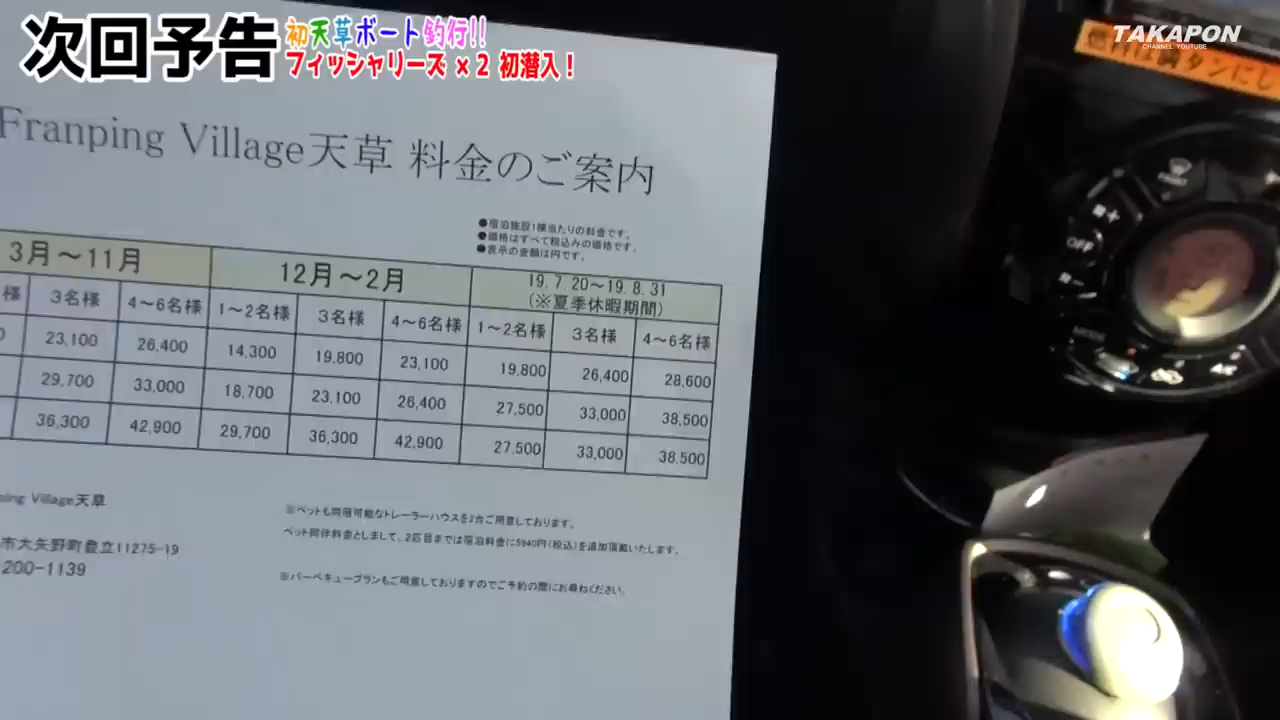 次回予告
初天草ボート釣行!!
フィッシャリーズ×2 初潜入!
TAKAPON
CHANNEL YOUTUBE
Franping Village天草 料金のご案内
●宿泊施設1棟当たりの料金です。
●価格はすべて税込みの価格です。
●表示の金額は円です。
3月～11月 12月～2月 19.7.20～19.8.31
(※夏季休暇期間)
様 3名様 4～6名様 1～2名様 3名様 4～6名様 1～2名様 3名様 4～6名様
0 23,100 26,400 14,300 19,800 23,100 19,800 26,400 28,600
29,700 33,000 18,700 23,100 26,400 27,500 33,000 38,500
36,300 42,900 29,700 36,300 42,900 27,500 33,000 38,500
ping Village天草
市大矢野町登立11275-19
200-1139
※ペットも同宿可能なトレーラーハウスを2台ご用意しております。
ペット同伴料金としまして、2匹目までは宿泊料金に5940円(税込)を追加頂戴いたします。
※バーベキュープランもご用意しておりますのでご予約の際にお尋ねください。
OFF
MODE